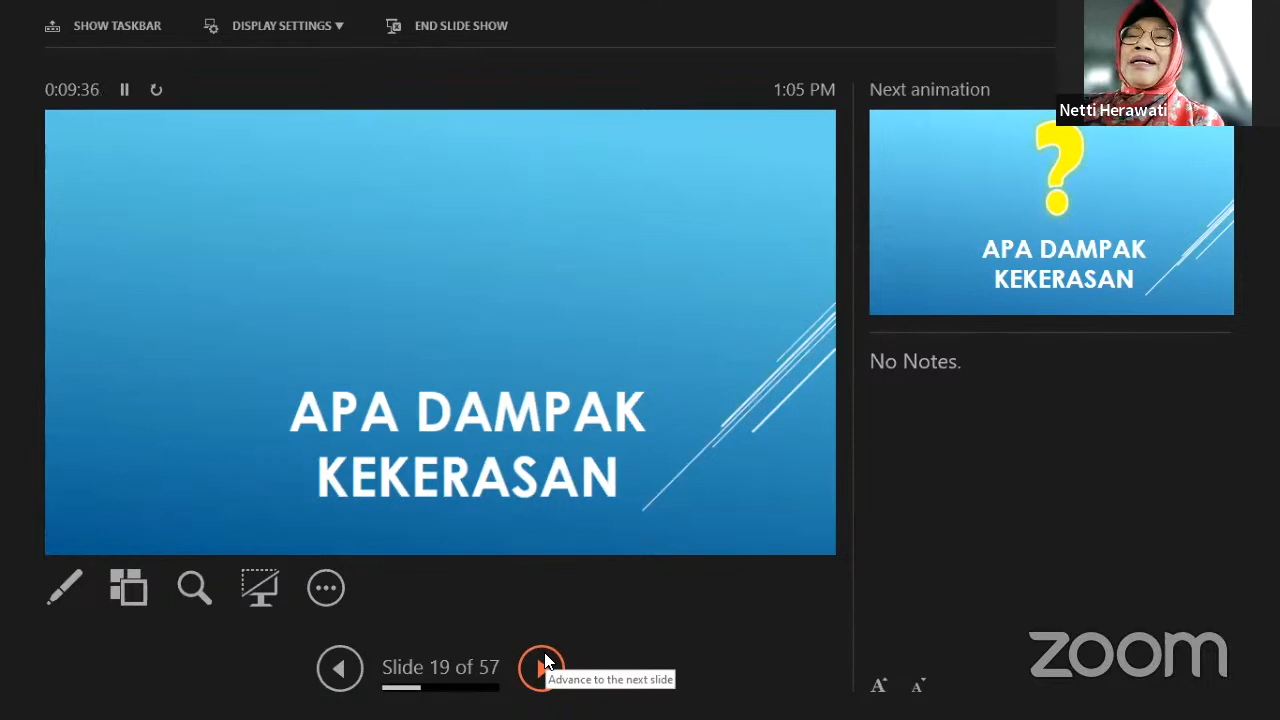 SHOW TASKBAR
DISPLAY SETTINGS
END SLIDE SHOW
0:09:36
1:05 PM
APA DAMPAK
KEKERASAN
Slide 19 of 57
Advance to the next slide
Next animation
Netti Herawati
?
APA DAMPAK
KEKERASAN
No Notes.
A A
zoom